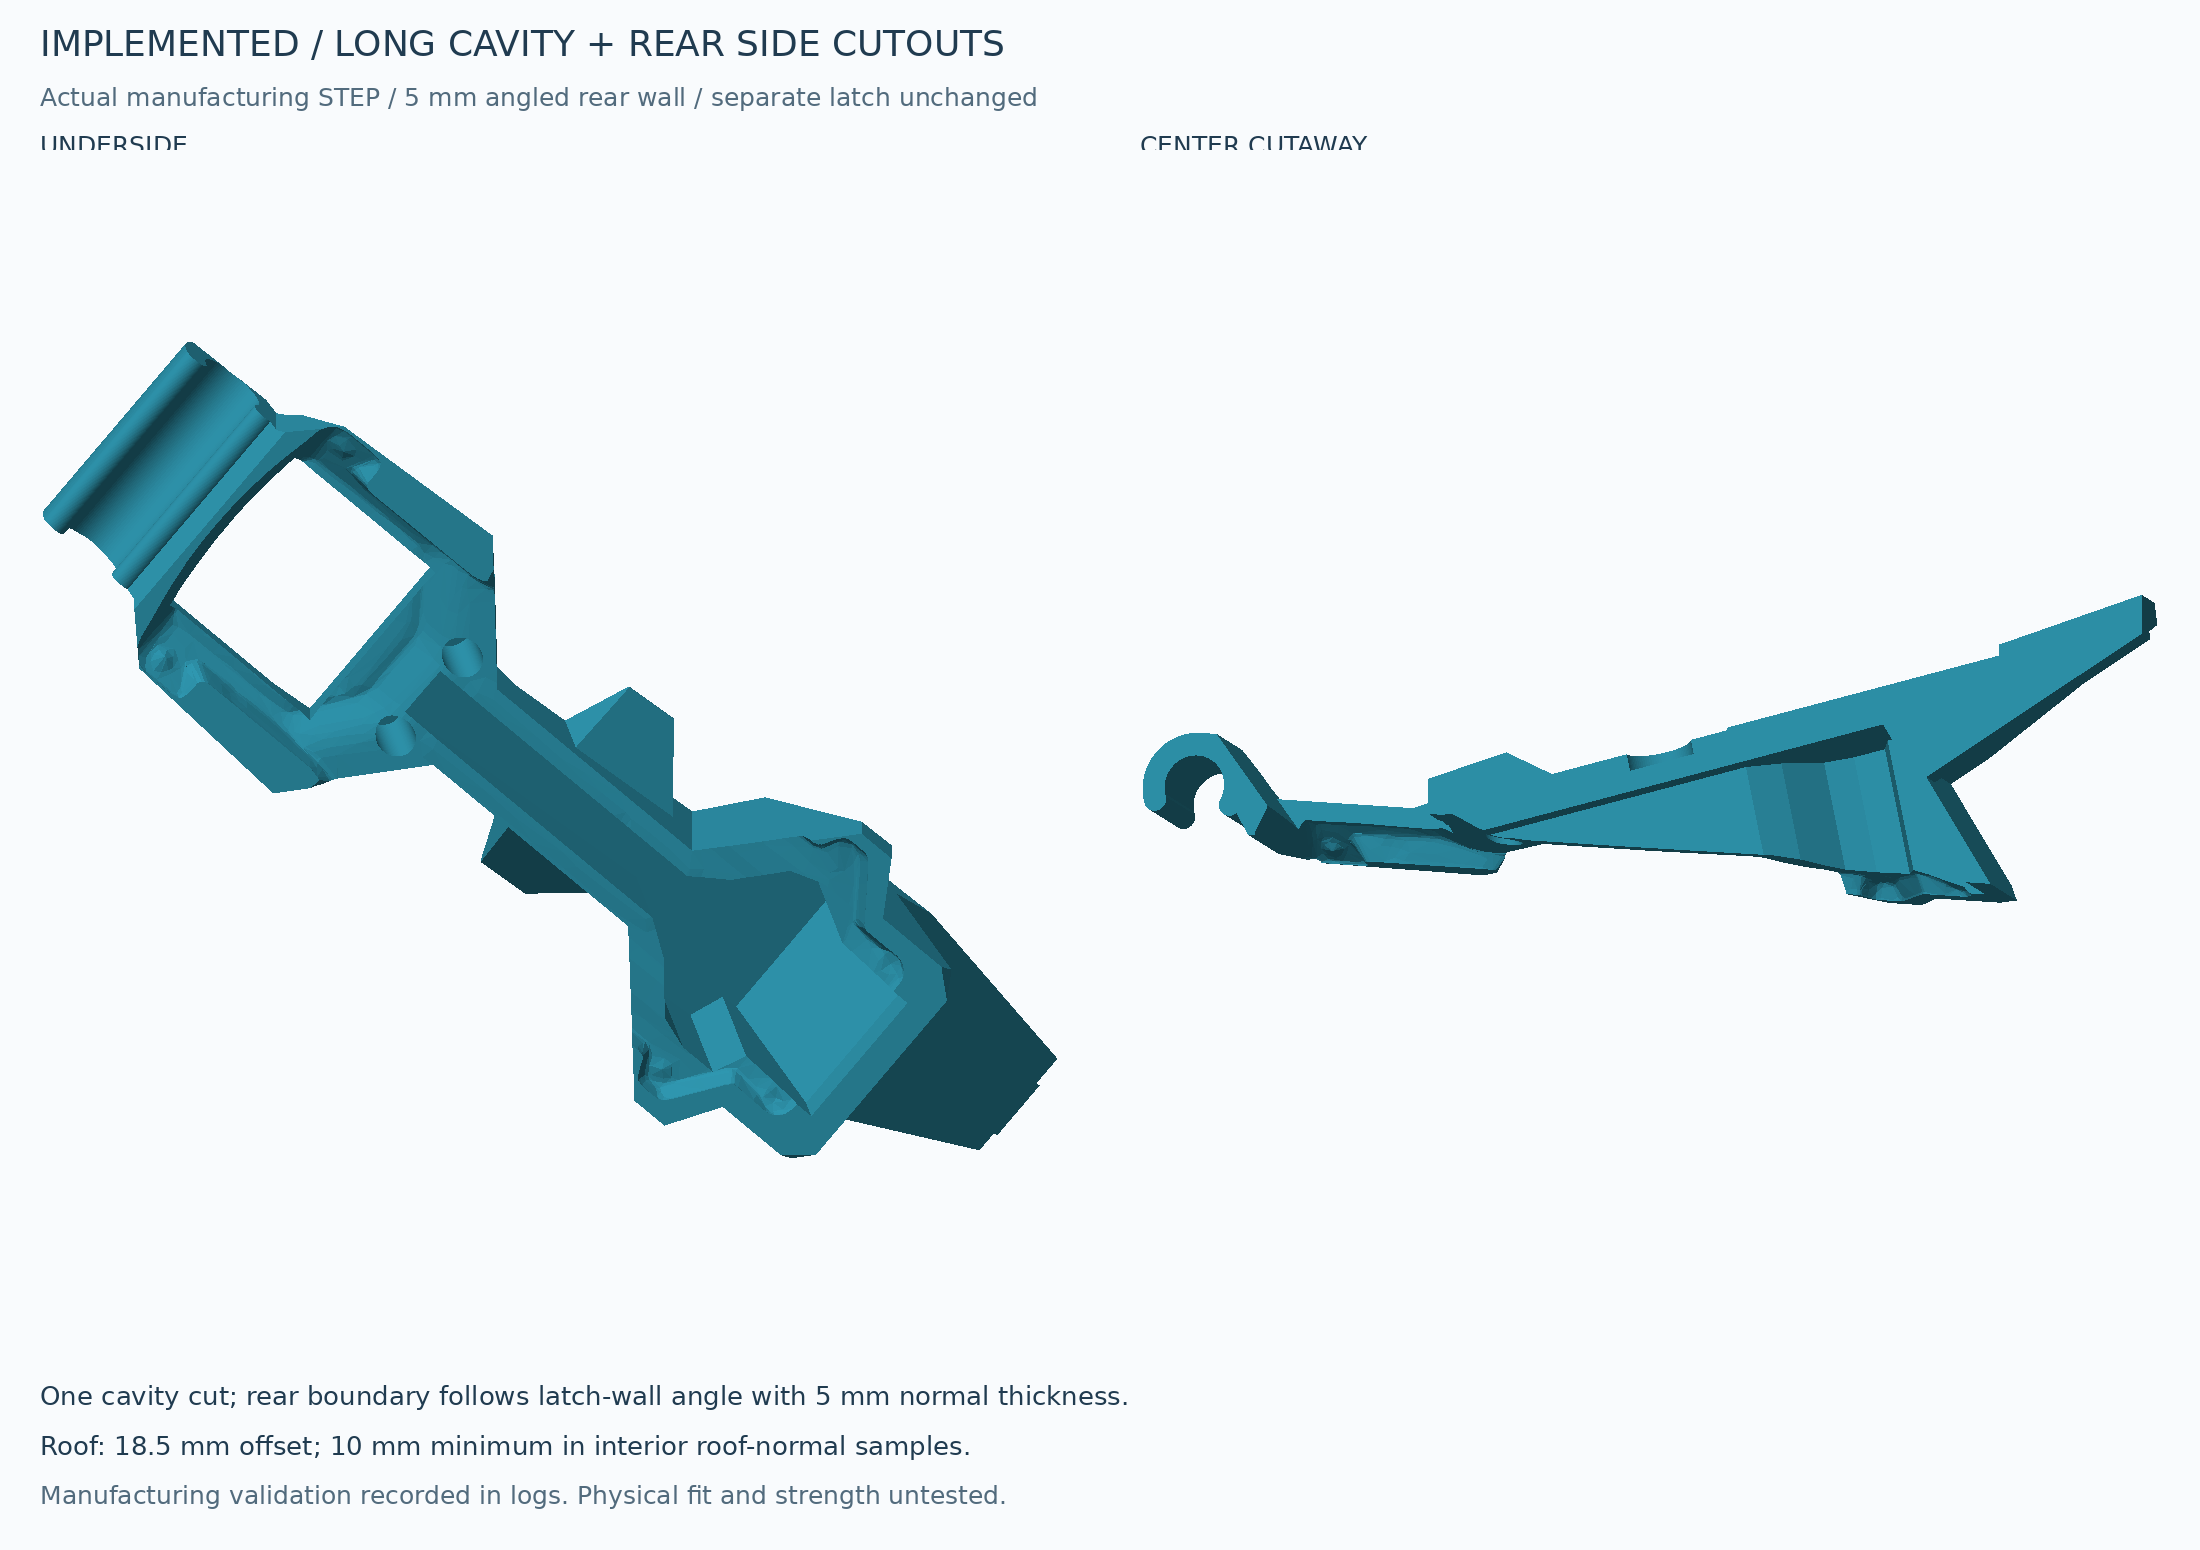 IMPLEMENTED / LONG CAVITY + REAR SIDE CUTOUTS
Actual manufacturing STEP / 5 mm angled rear wall / separate latch unchanged
UNDERSIDE
CENTER CUTAWAY
One cavity cut; rear boundary follows latch-wall angle with 5 mm normal thickness.
Roof: 18.5 mm offset; 10 mm minimum in interior roof-normal samples.
Manufacturing validation recorded in logs. Physical fit and strength untested.